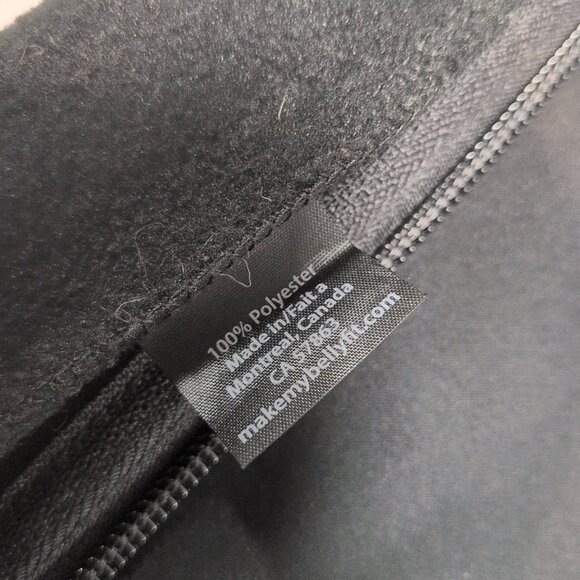 100% Polyester
Made in/Fait a
Montreal, Canada
CA 57863
makemybellyfit.com